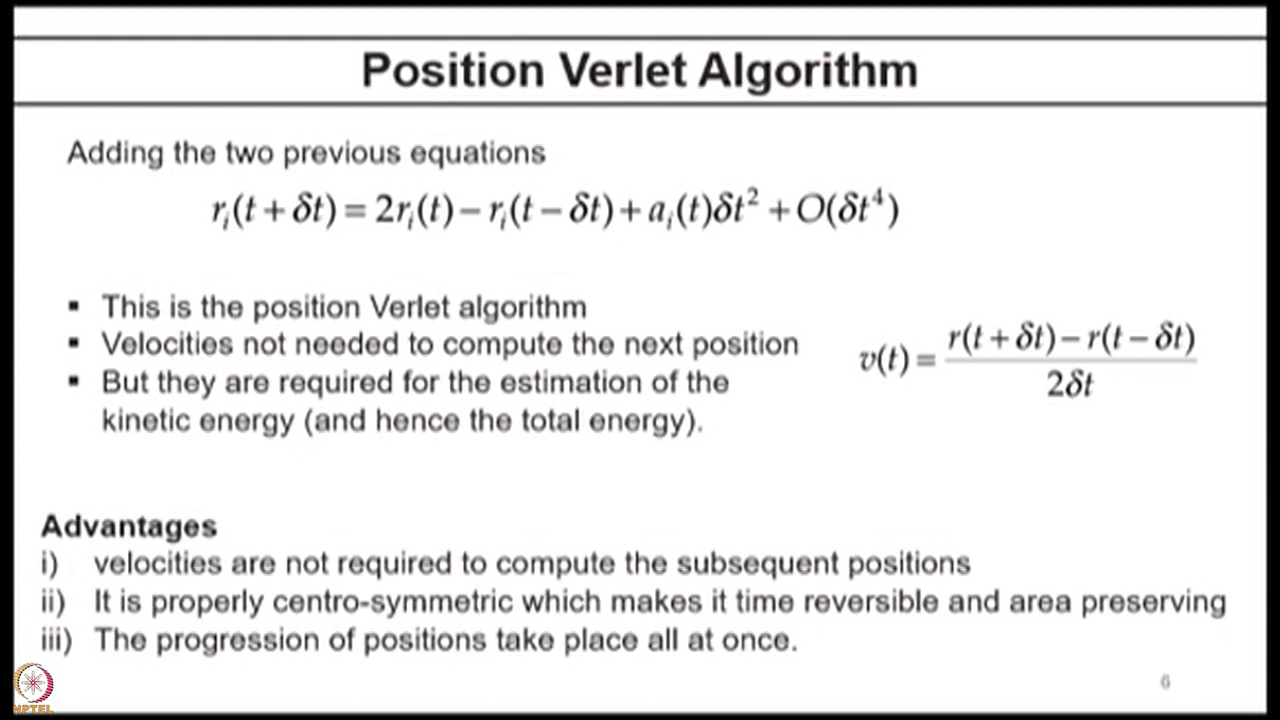 Position Verlet Algorithm
Adding the two previous equations
rᵢ(t + δt) = 2rᵢ(t) − rᵢ(t − δt) + aᵢ(t)δt² + O(δt⁴)
▪ This is the position Verlet algorithm
▪ Velocities not needed to compute the next position
▪ But they are required for the estimation of the
kinetic energy (and hence the total energy).
v(t) = (r(t + δt) − r(t − δt)) / 2δt
Advantages
i) velocities are not required to compute the subsequent positions
ii) It is properly centro-symmetric which makes it time reversible and area preserving
iii) The progression of positions take place all at once.
6
NPTEL